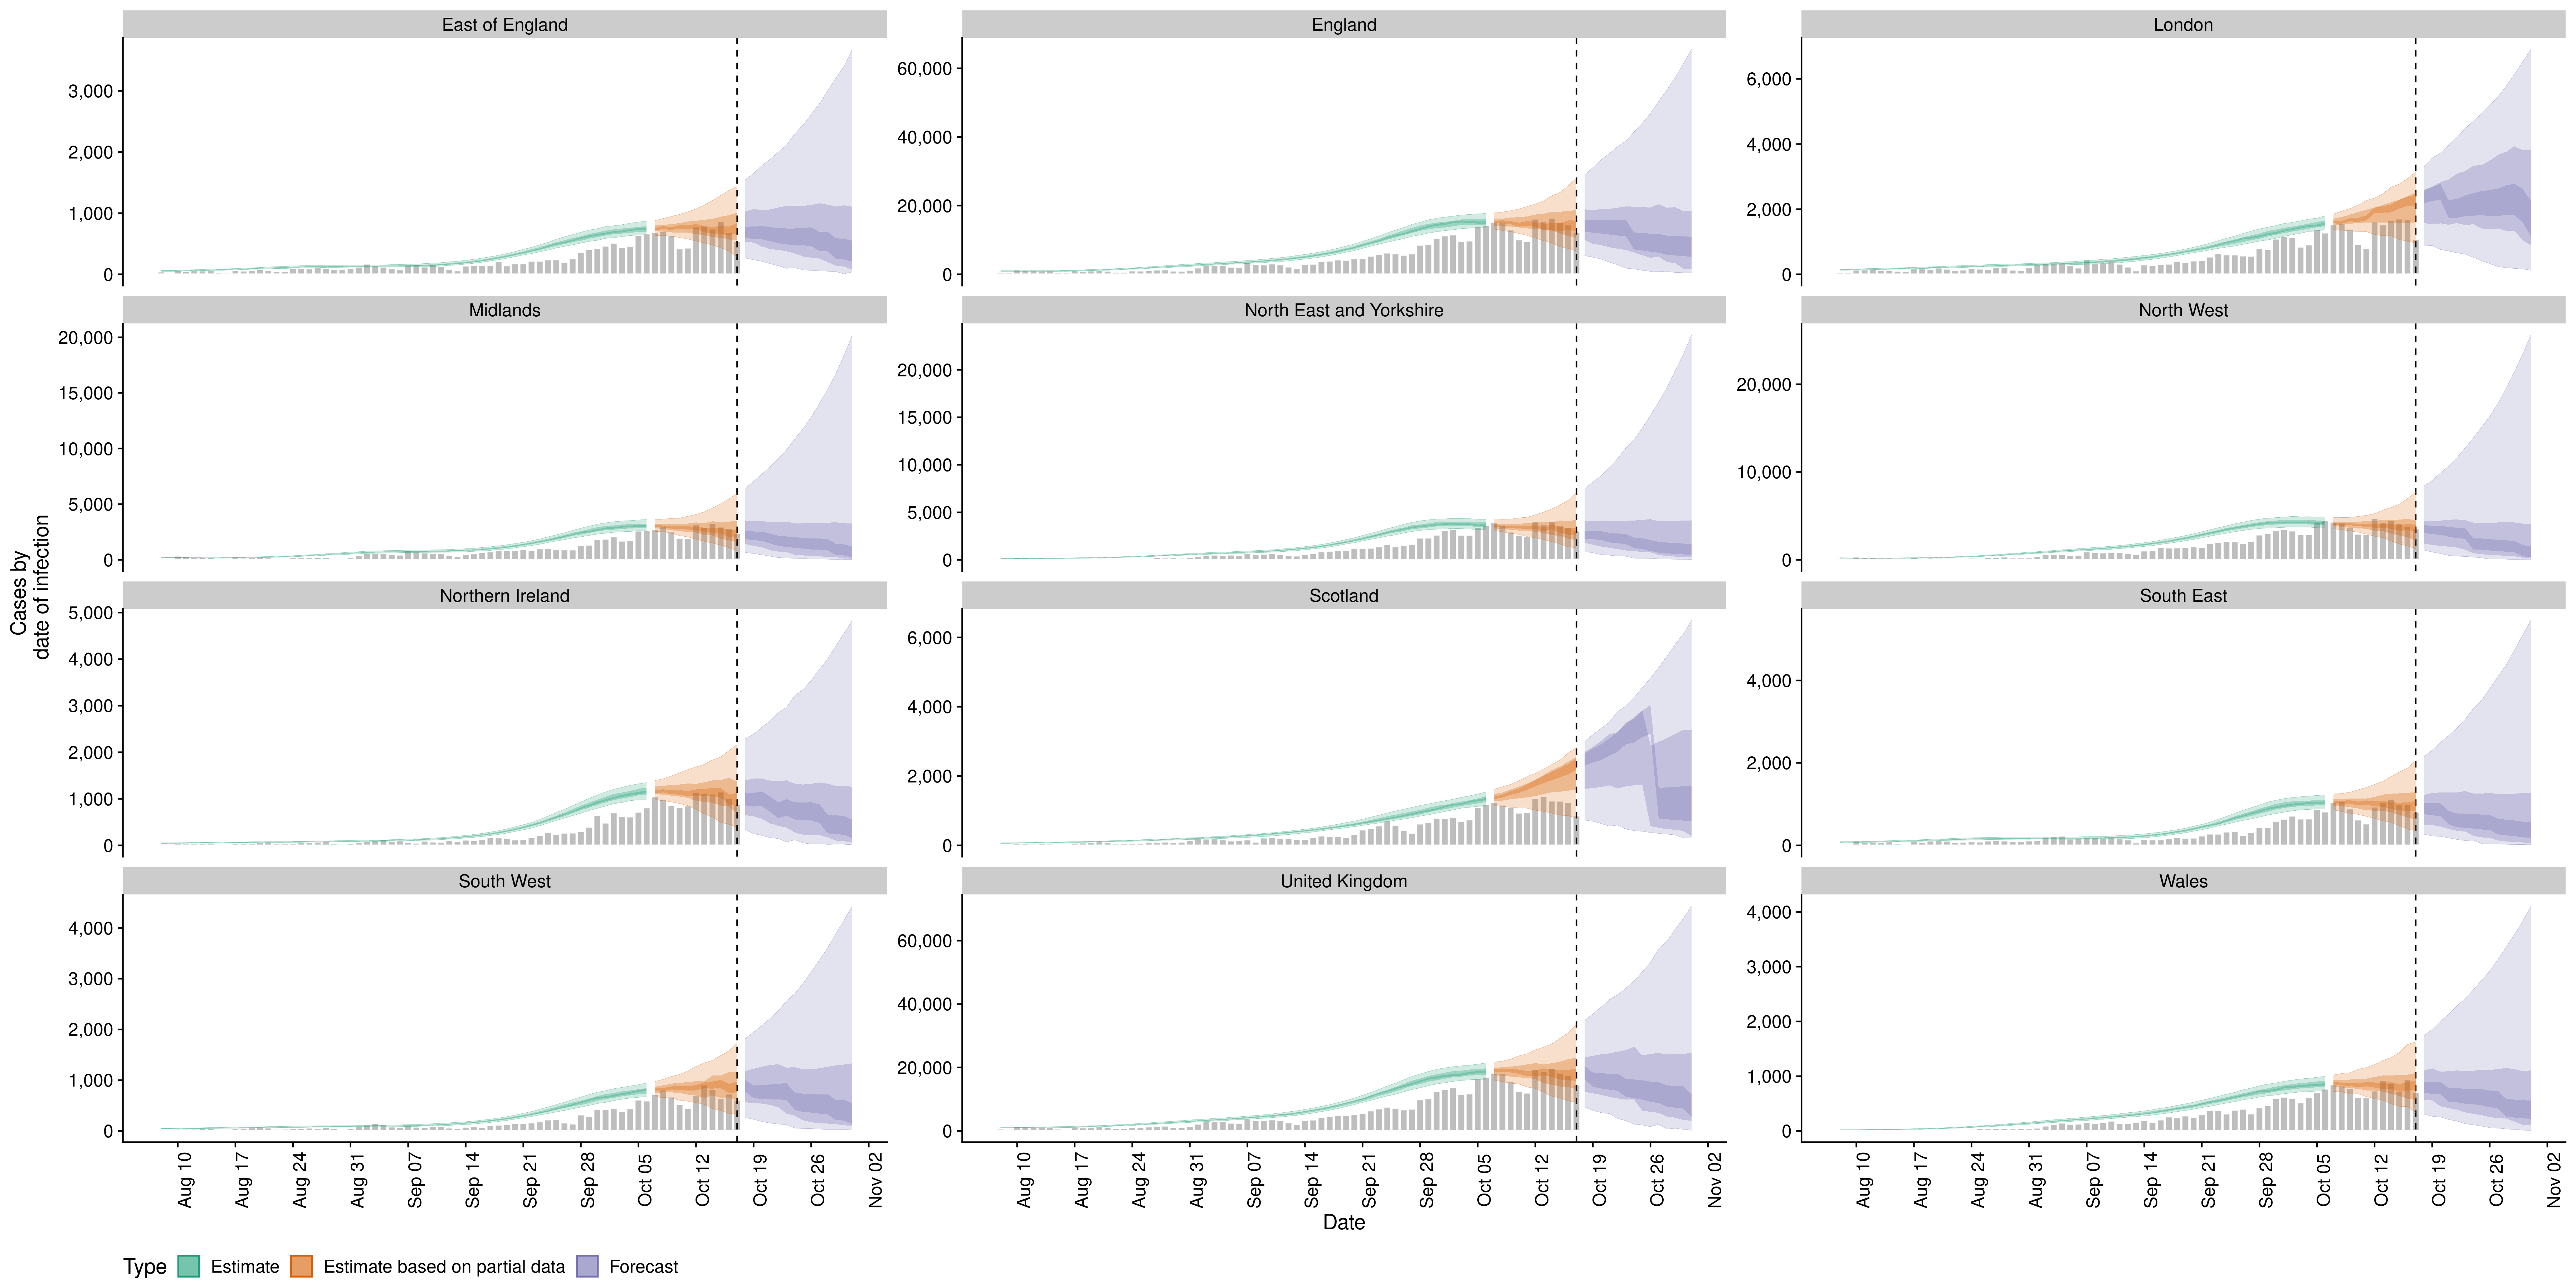 East of England
England
London
3,000
2,000
1,000
0
60,000
40,000
20,000
0
6,000
4,000
2,000
0
Midlands
North East and Yorkshire
North West
20,000
15,000
10,000
5,000
0
20,000
15,000
10,000
5,000
0
20,000
10,000
0
Cases by
date of infection
Northern Ireland
Scotland
South East
5,000
4,000
3,000
2,000
1,000
0
6,000
4,000
2,000
0
4,000
2,000
0
South West
United Kingdom
Wales
4,000
3,000
2,000
1,000
0
60,000
40,000
20,000
0
4,000
3,000
2,000
1,000
0
Aug 10
Aug 17
Aug 24
Aug 31
Sep 07
Sep 14
Sep 21
Sep 28
Oct 05
Oct 12
Oct 19
Oct 26
Nov 02
Aug 10
Aug 17
Aug 24
Aug 31
Sep 07
Sep 14
Sep 21
Sep 28
Oct 05
Oct 12
Oct 19
Oct 26
Nov 02
Aug 10
Aug 17
Aug 24
Aug 31
Sep 07
Sep 14
Sep 21
Sep 28
Oct 05
Oct 12
Oct 19
Oct 26
Nov 02
Date
Type Estimate Estimate based on partial data Forecast